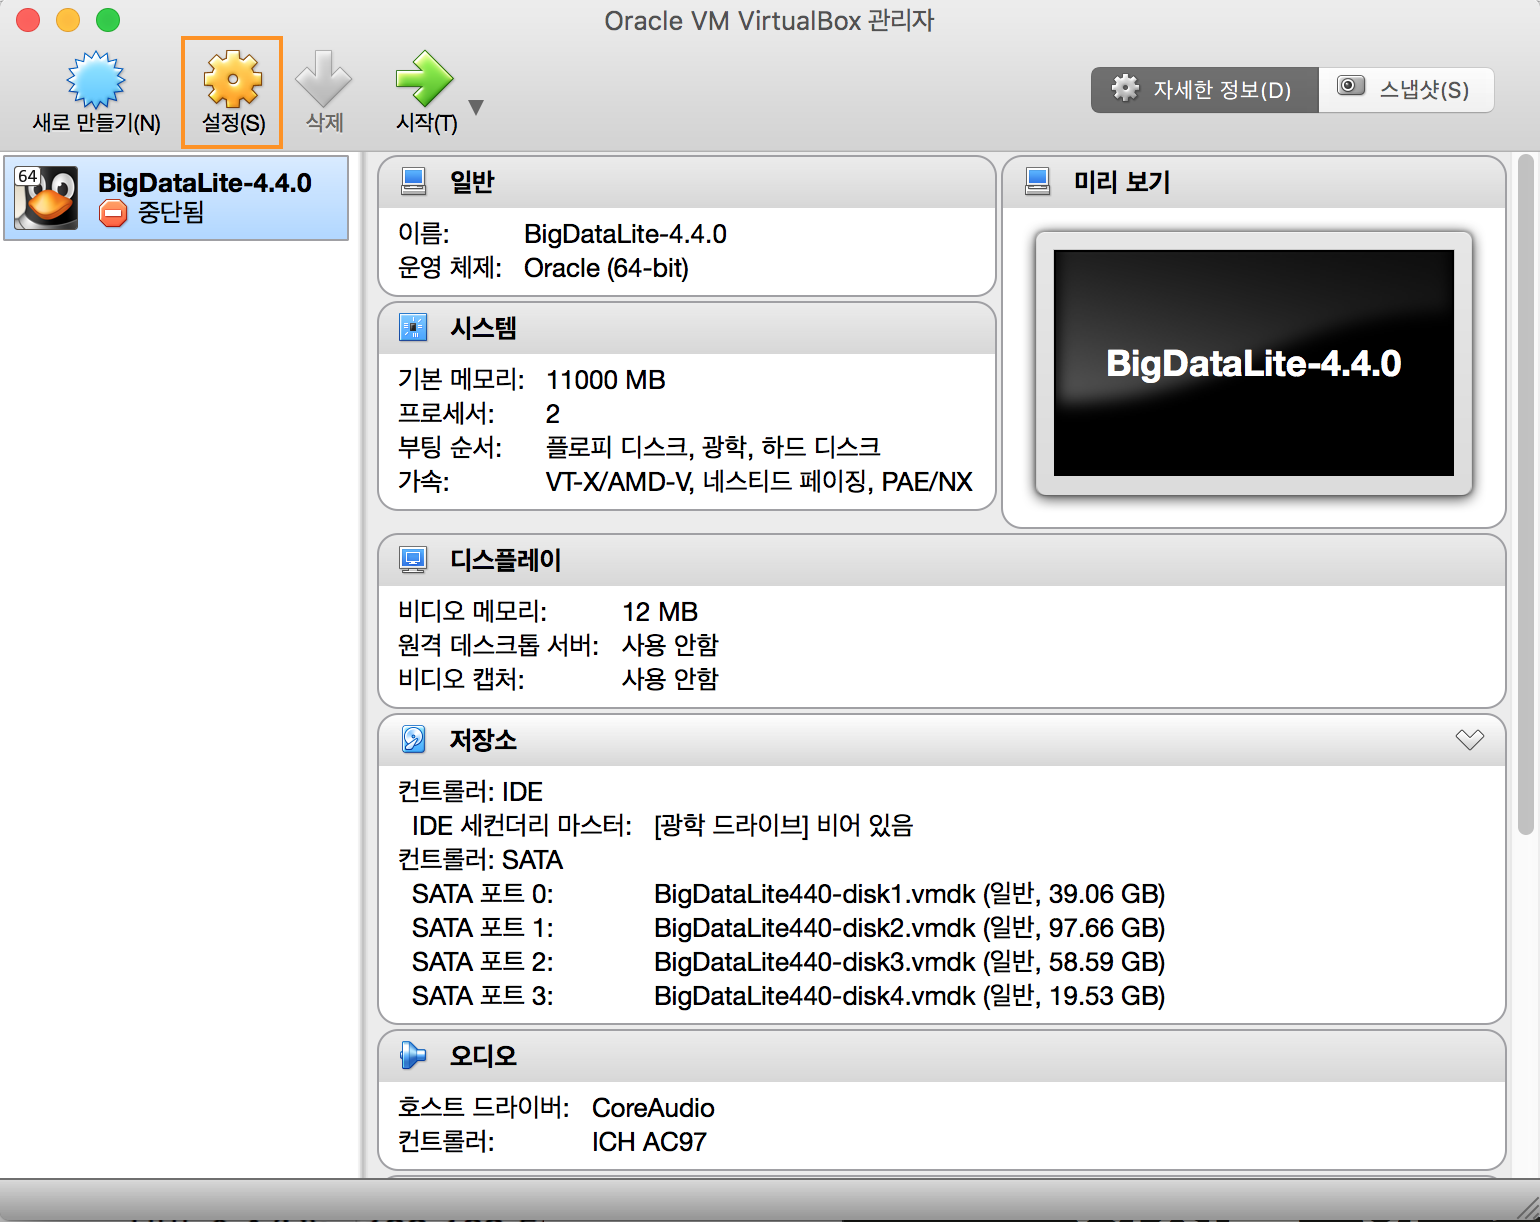 Oracle VM VirtualBox 관리자
새로 만들기(N)
설정(S)
삭제
시작(T)
자세한 정보(D)
스냅샷(S)
64
BigDataLite-4.4.0
중단됨
일반
이름: BigDataLite-4.4.0
운영 체제: Oracle (64-bit)
미리 보기
BigDataLite-4.4.0
시스템
기본 메모리: 11000 MB
프로세서: 2
부팅 순서: 플로피 디스크, 광학, 하드 디스크
가속: VT-X/AMD-V, 네스티드 페이징, PAE/NX
디스플레이
비디오 메모리: 12 MB
원격 데스크톱 서버: 사용 안함
비디오 캡처: 사용 안함
저장소
컨트롤러: IDE
IDE 세컨더리 마스터: [광학 드라이브] 비어 있음
컨트롤러: SATA
SATA 포트 0: BigDataLite440-disk1.vmdk (일반, 39.06 GB)
SATA 포트 1: BigDataLite440-disk2.vmdk (일반, 97.66 GB)
SATA 포트 2: BigDataLite440-disk3.vmdk (일반, 58.59 GB)
SATA 포트 3: BigDataLite440-disk4.vmdk (일반, 19.53 GB)
오디오
호스트 드라이버: CoreAudio
컨트롤러: ICH AC97